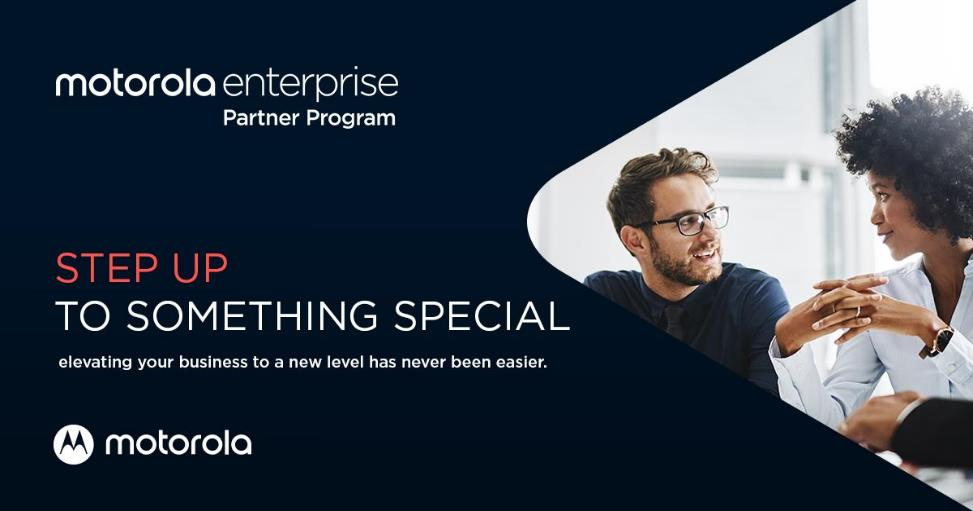 motorola enterprise
Partner Program
STEP UP
TO SOMETHING SPECIAL
elevating your business to a new level has never been easier.
motorola